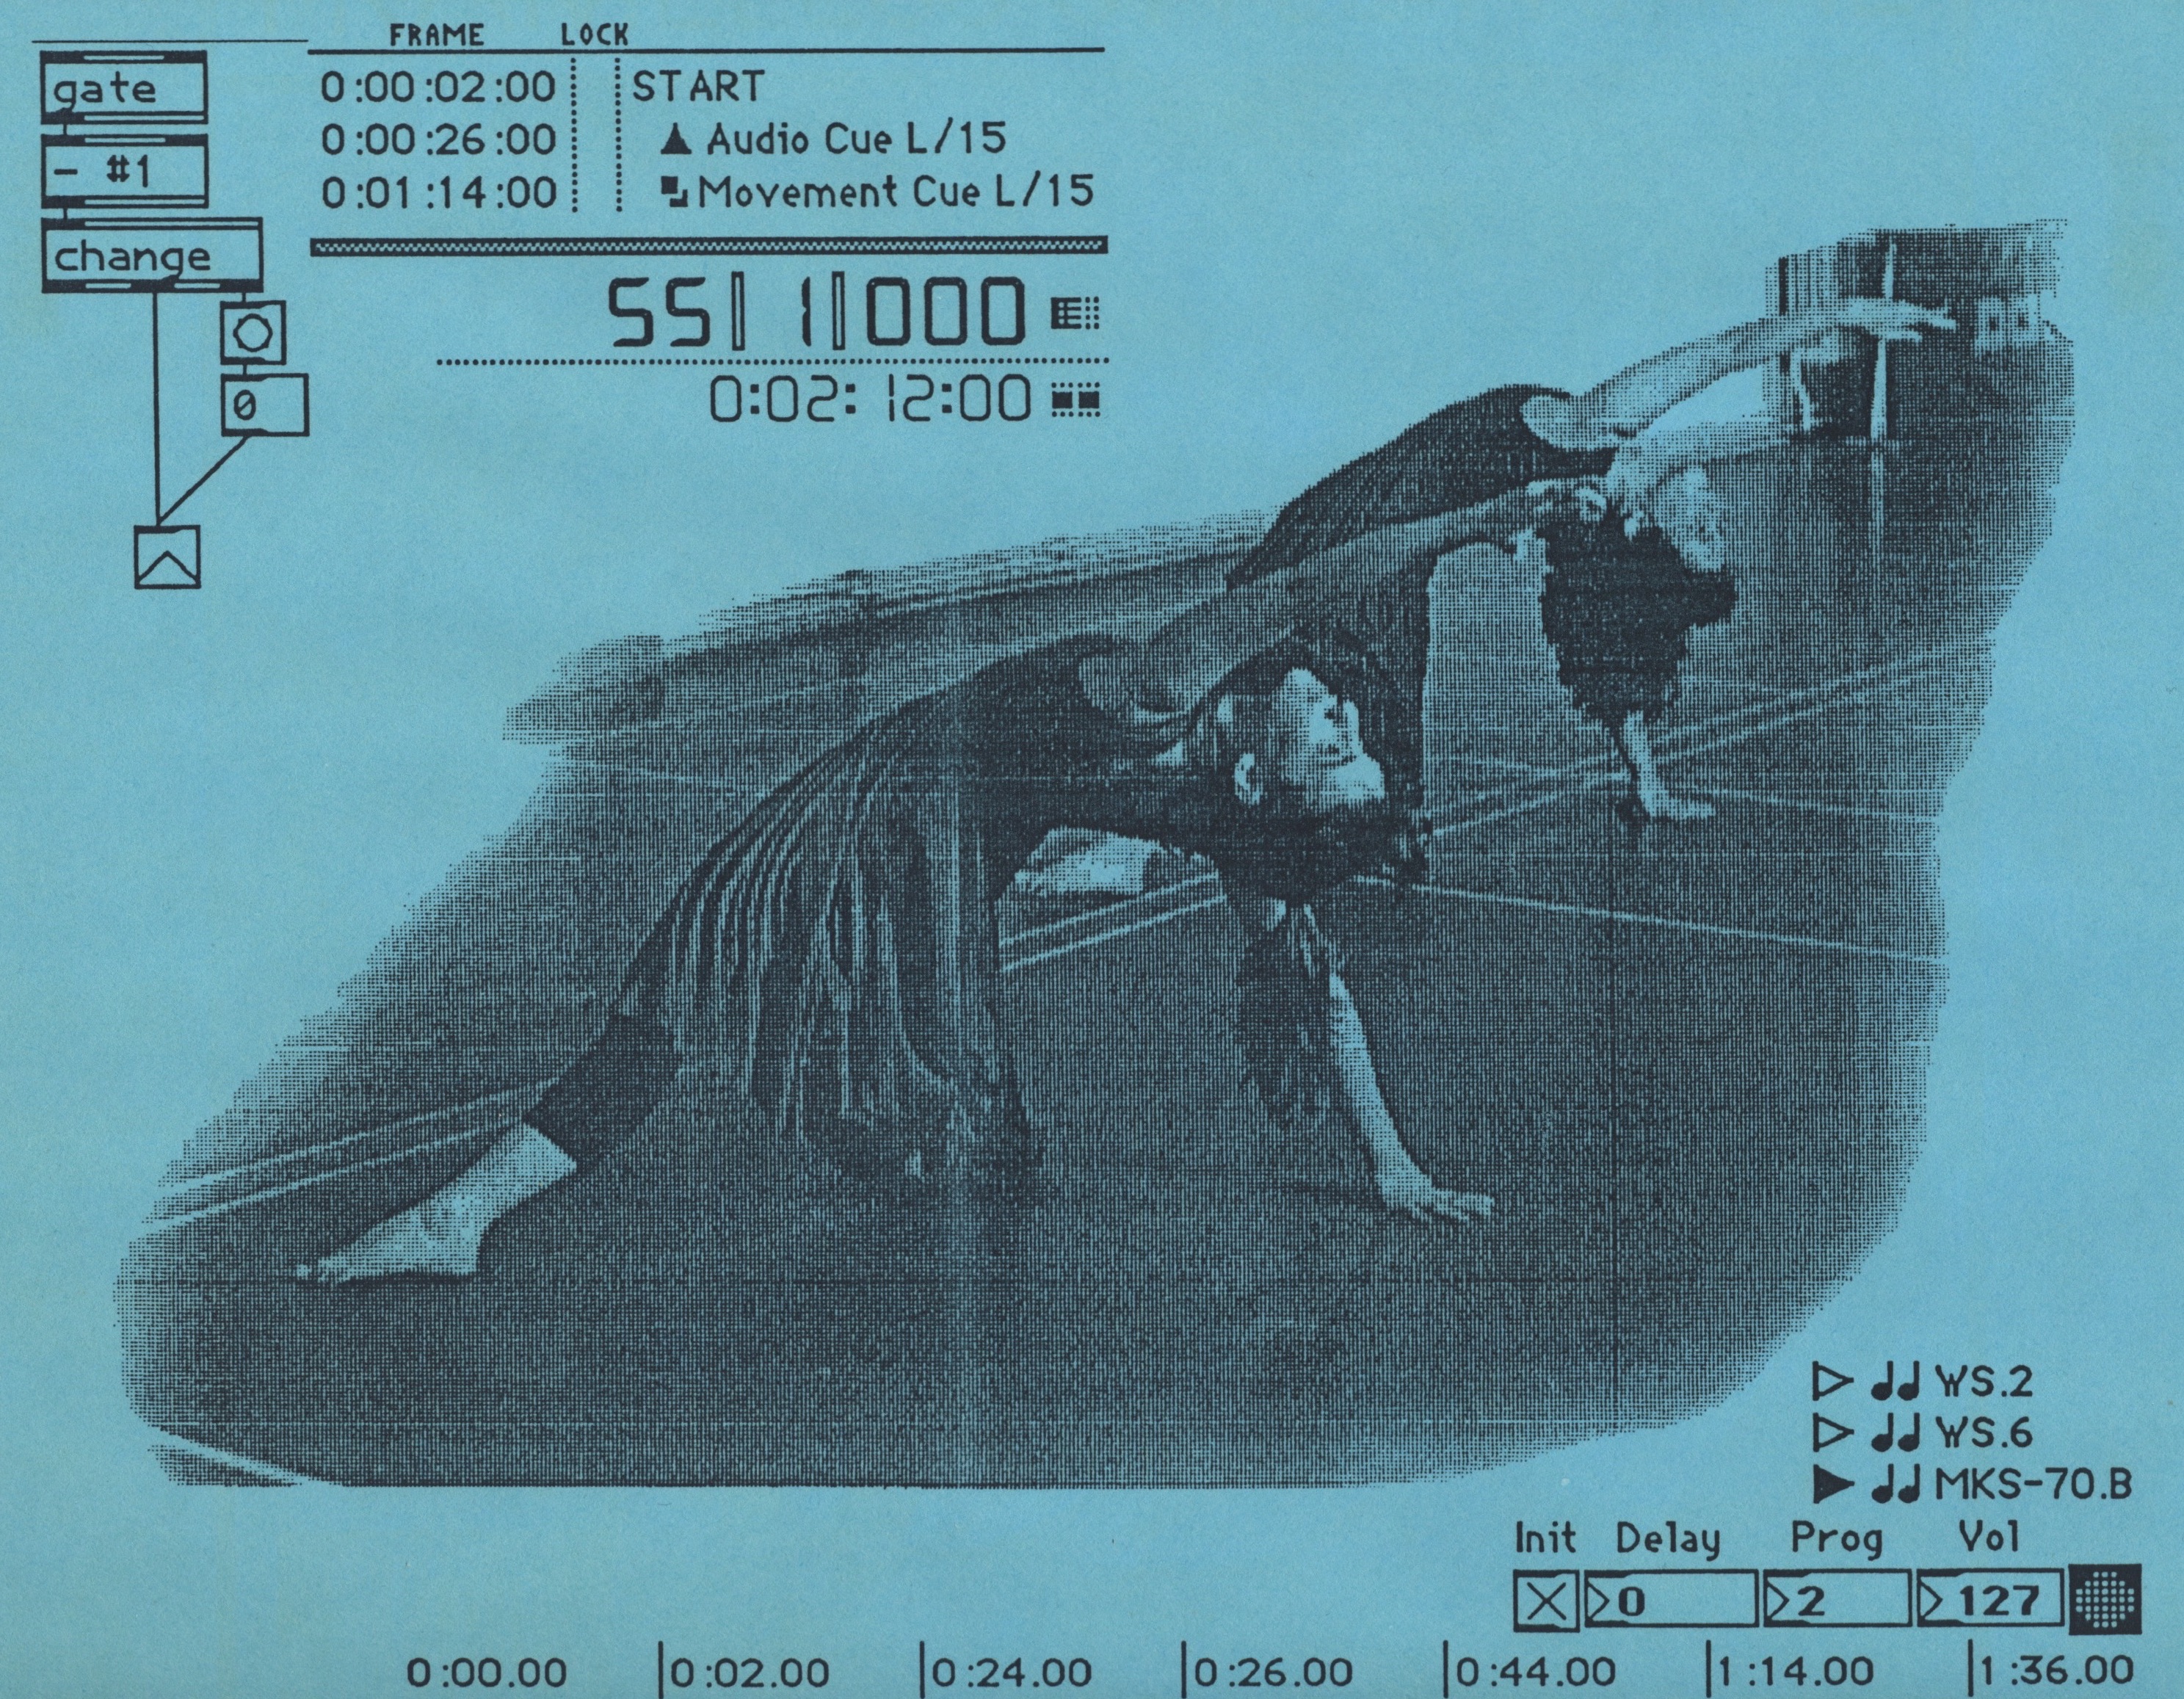 FRAME LOCK
0:00:02:00 START
0:00:26:00 Audio Cue L/15
0:01:14:00 Movement Cue L/15
gate
- #1
change
0
55|1|000
0:02:12:00
WS.2
WS.6
MKS-70.B
Init Delay Prog Vol
0 2 127
0:00.00 0:02.00 0:24.00 0:26.00 0:44.00 1:14.00 1:36.00